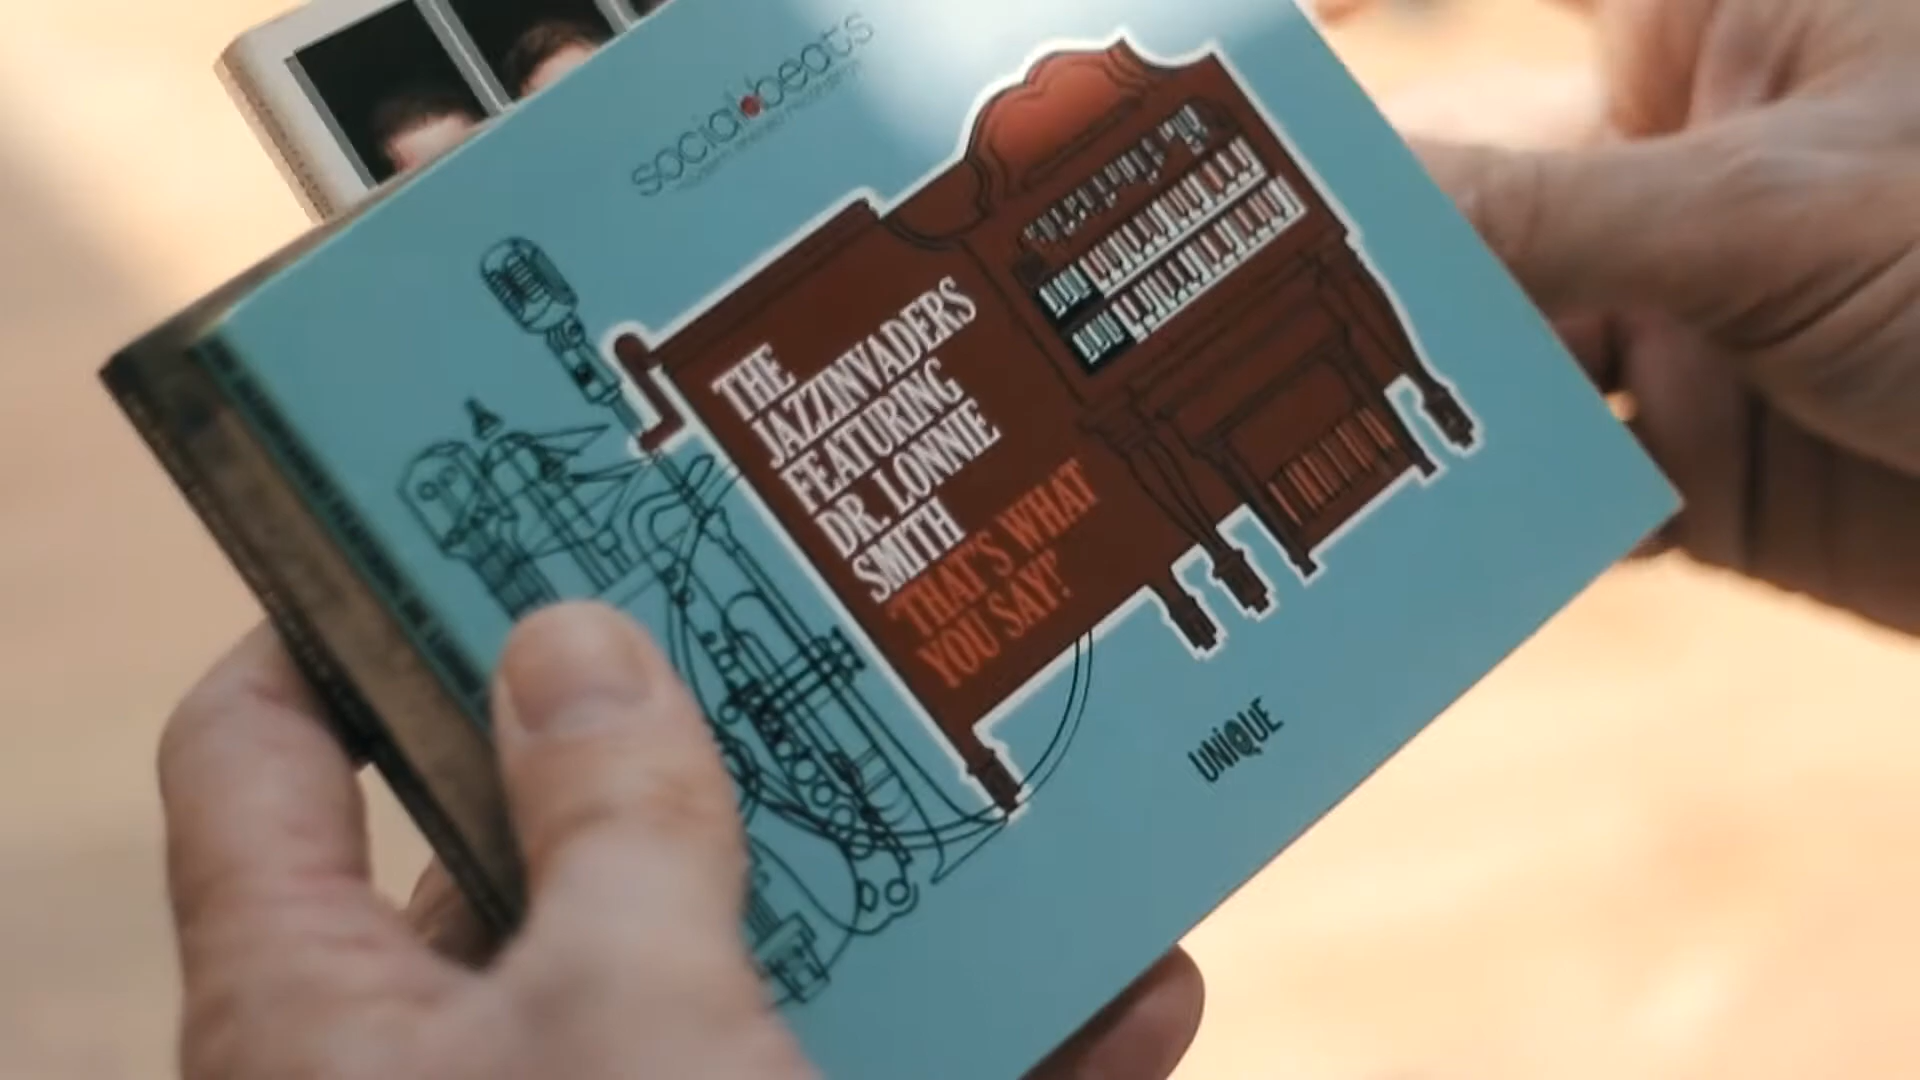 socialbeats
THE
JAZZINVADERS
FEATURING
DR. LONNIE
SMITH
'THAT'S WHAT
YOU SAY!'
UNiQUE